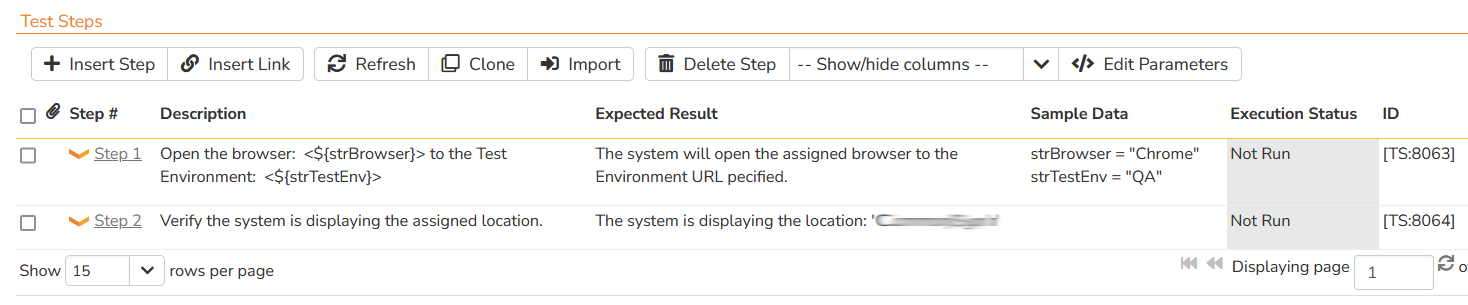 Test Steps
Insert Step Insert Link Refresh Clone Import Delete Step -- Show/hide columns -- Edit Parameters
Step # Description Expected Result Sample Data Execution Status ID
Step 1 Open the browser: <${strBrowser}> to the Test The system will open the assigned browser to the strBrowser = "Chrome" Not Run [TS:8063]
Environment: <${strTestEnv}> Environment URL pecified. strTestEnv = "QA"
Step 2 Verify the system is displaying the assigned location. The system is displaying the location: ' Not Run [TS:8064]
Show 15 rows per page Displaying page 1